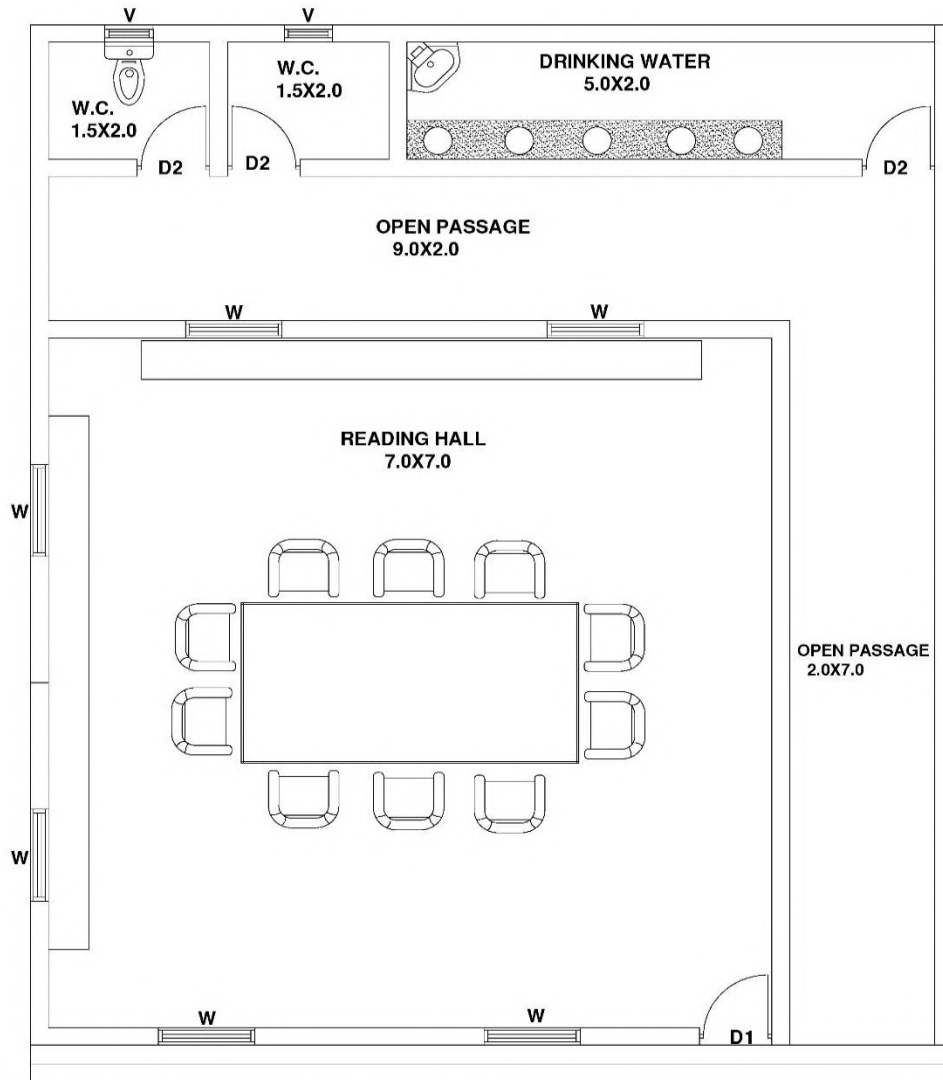 V
V
W.C.
1.5X2.0
W.C.
1.5X2.0
DRINKING WATER
5.0X2.0
D2
D2
D2
OPEN PASSAGE
9.0X2.0
W
W
READING HALL
7.0X7.0
W
OPEN PASSAGE
2.0X7.0
W
W
W
D1